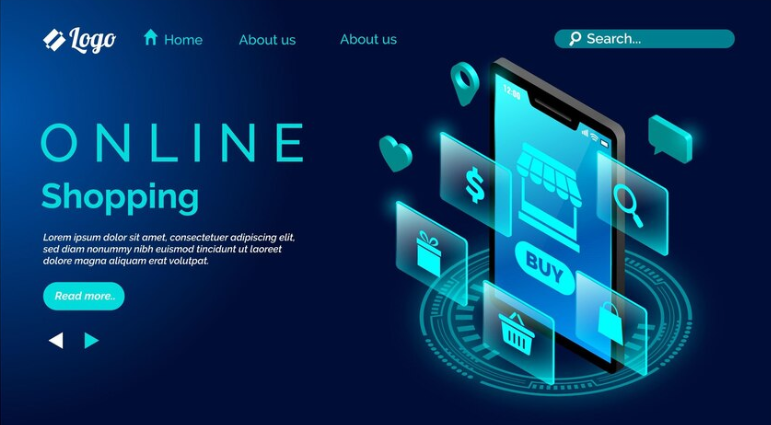 Logo
Home
About us
About us
Search...
ONLINE
Shopping
Lorem ipsum dolor sit amet, consectetuer adipiscing elit,
sed diam nonummy nibh euismod tincidunt ut laoreet
dolore magna aliquam erat volutpat.
Read more..
12:00
$
BUY